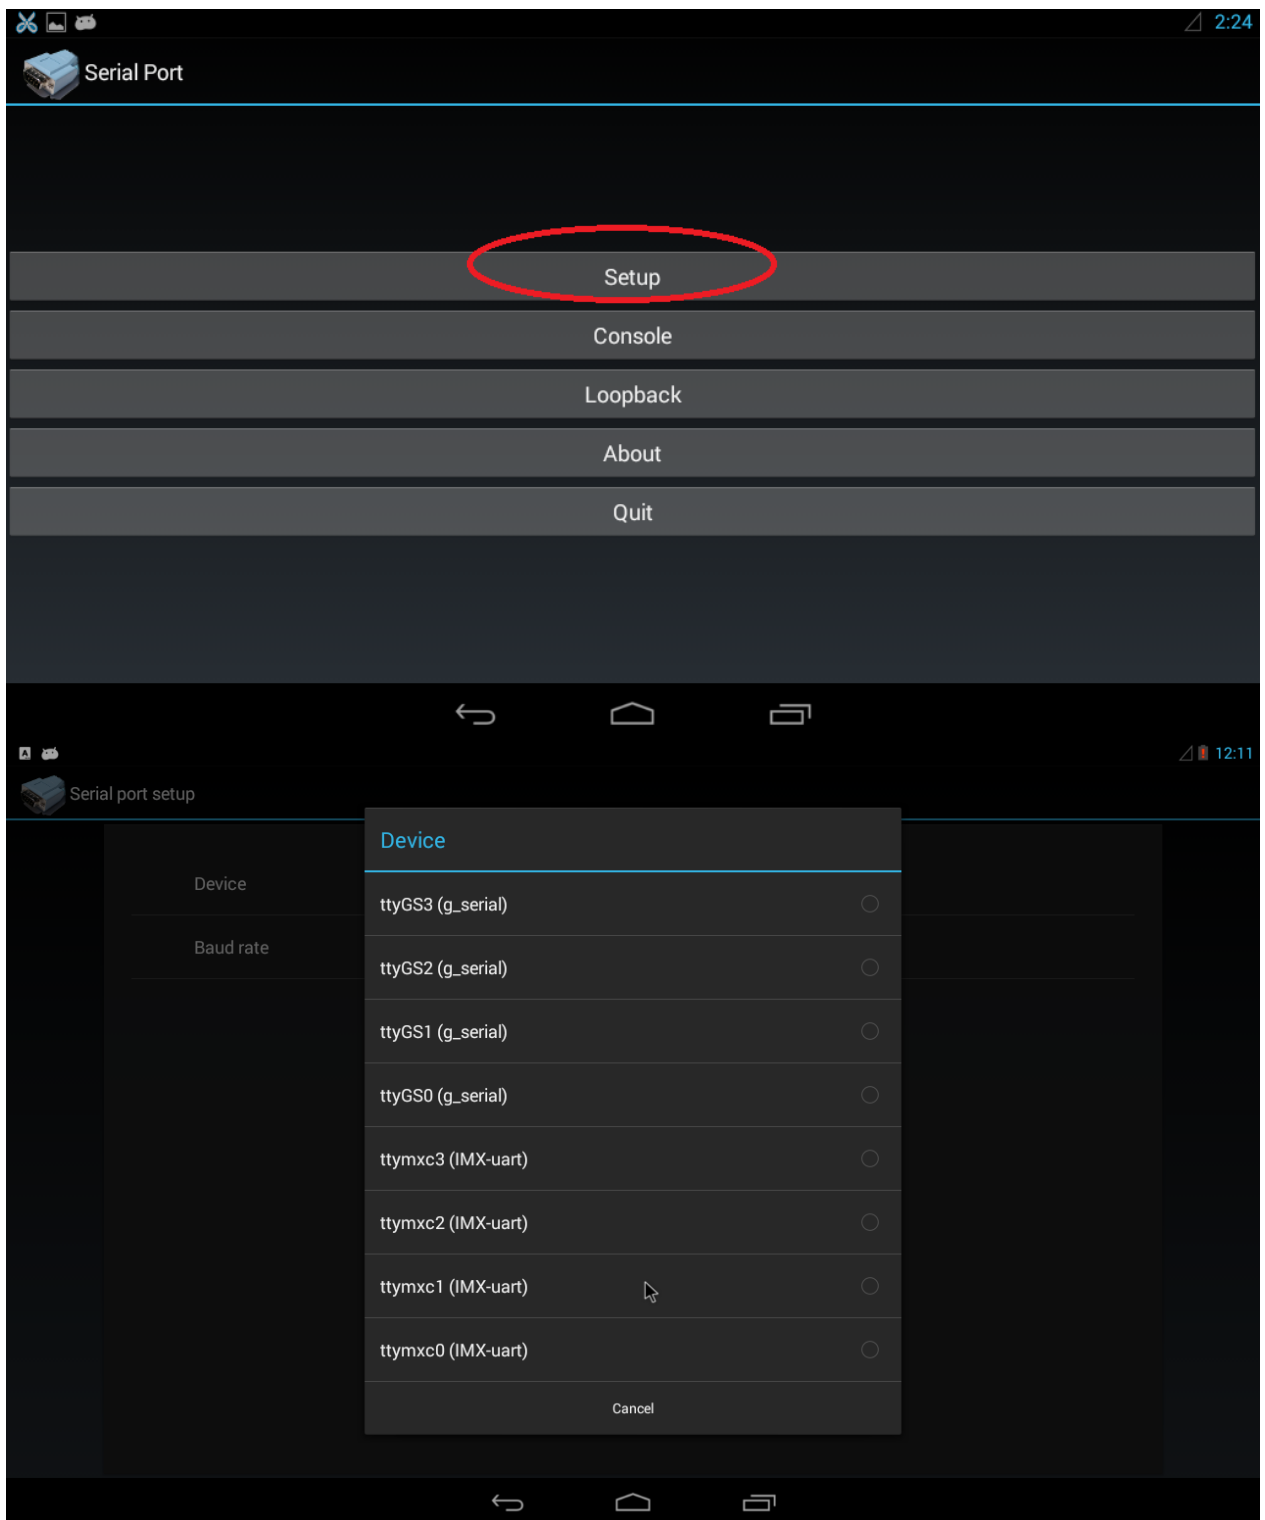 2:24
Serial Port
Setup
Console
Loopback
About
Quit
12:11
Serial port setup
Device
Device
Baud rate
ttyGS3 (g_serial)
ttyGS2 (g_serial)
ttyGS1 (g_serial)
ttyGS0 (g_serial)
ttymxc3 (IMX-uart)
ttymxc2 (IMX-uart)
ttymxc1 (IMX-uart)
ttymxc0 (IMX-uart)
Cancel